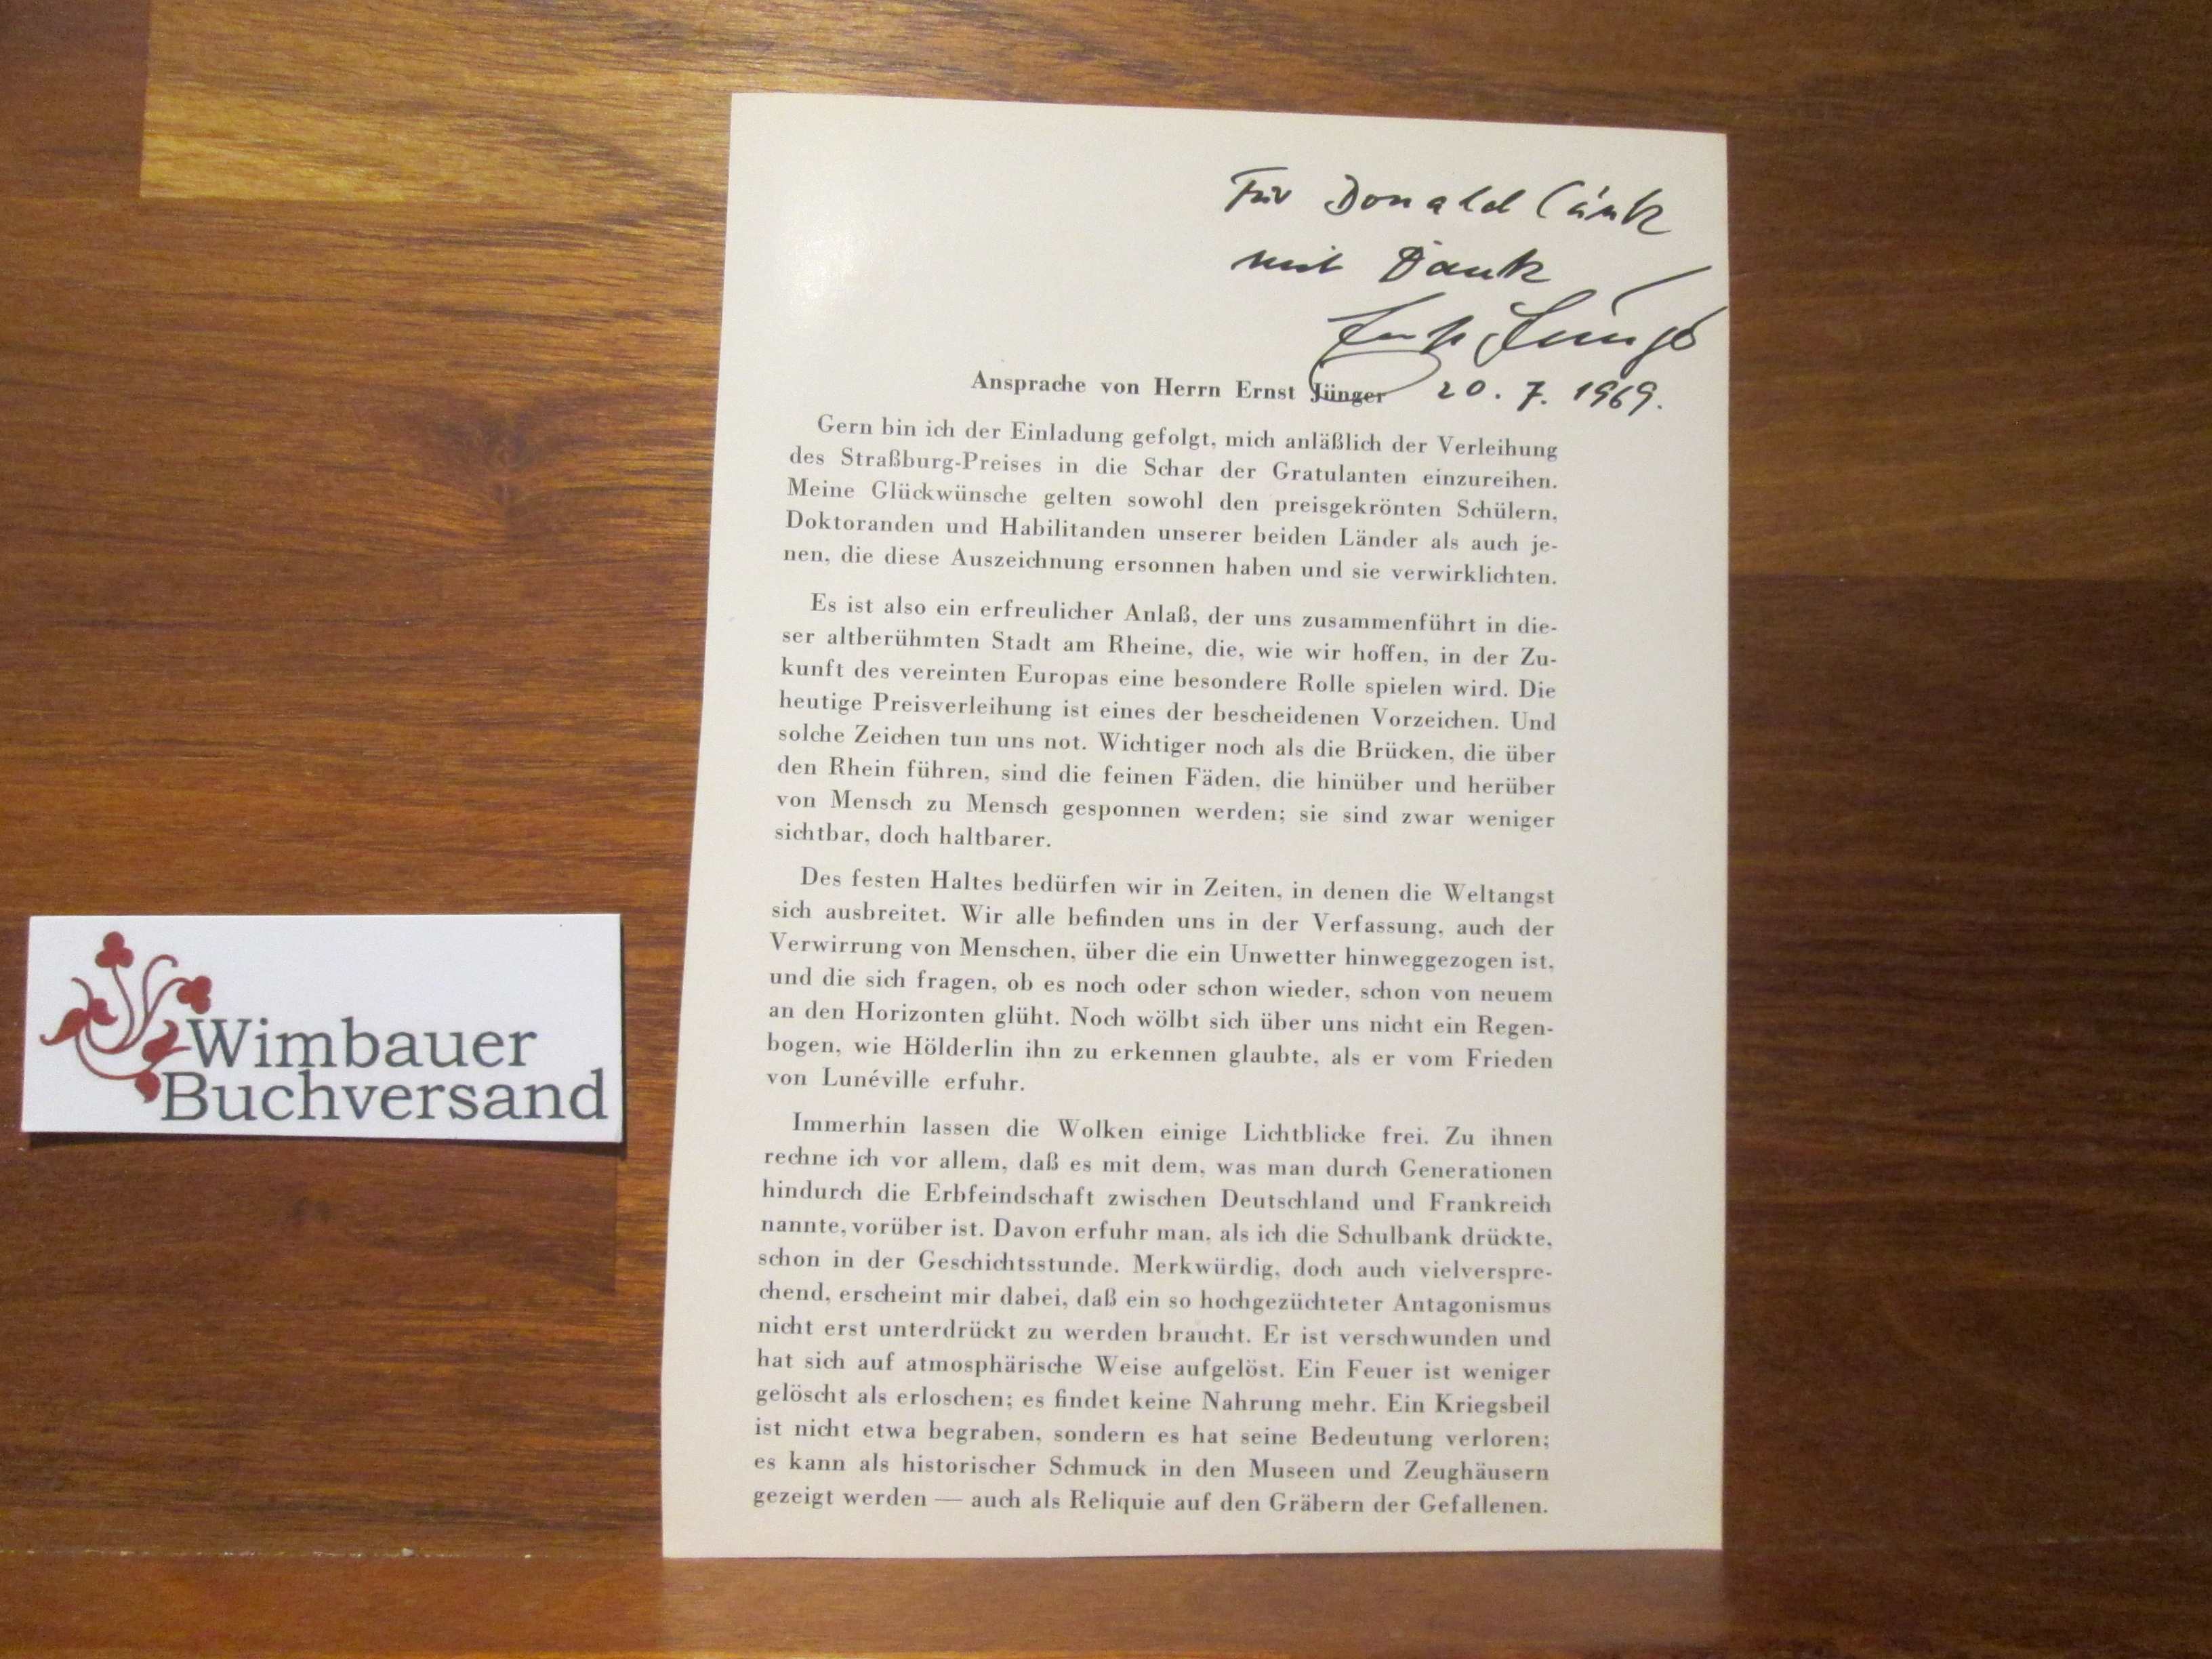 Für Donald
mit Dank
Ernst Jünger
Ansprache von Herrn Ernst Jünger
20. 7. 1969.
Gern bin ich der Einladung gefolgt, mich anläßlich der Verleihung
des Straßburg-Preises in die Schar der Gratulanten einzureihen.
Meine Glückwünsche gelten sowohl den preisgekrönten Schülern,
Doktoranden und Habilitanden unserer beiden Länder als auch je-
nen, die diese Auszeichnung ersonnen haben und sie verwirklichten.
Es ist also ein erfreulicher Anlaß, der uns zusammenführt in die-
ser altberühmten Stadt am Rheine, die, wie wir hoffen, in der Zu-
kunft des vereinten Europas eine besondere Rolle spielen wird. Die
heutige Preisverleihung ist eines der bescheidenen Vorzeichen. Und
solche Zeichen tun uns not. Wichtiger noch als die Brücken, die über
den Rhein führen, sind die feinen Fäden, die hinüber und herüber
von Mensch zu Mensch gesponnen werden; sie sind zwar weniger
sichtbar, doch haltbarer.
Des festen Haltes bedürfen wir in Zeiten, in denen die Weltangst
sich ausbreitet. Wir alle befinden uns in der Verfassung, auch der
Verwirrung von Menschen, über die ein Unwetter hinweggezogen ist,
und die sich fragen, ob es noch oder schon wieder, schon von neuem
an den Horizonten glüht. Noch wölbt sich über uns nicht ein Regen-
bogen, wie Hölderlin ihn zu erkennen glaubte, als er vom Frieden
von Lunéville erfuhr.
Immerhin lassen die Wolken einige Lichtblicke frei. Zu ihnen
rechne ich vor allem, daß es mit dem, was man durch Generationen
hindurch die Erbfeindschaft zwischen Deutschland und Frankreich
nannte, vorüber ist. Davon erfuhr man, als ich die Schulbank drückte,
schon in der Geschichtsstunde. Merkwürdig, doch auch vielverspre-
chend, erscheint mir dabei, daß ein so hochgezüchteter Antagonismus
nicht erst unterdrückt zu werden braucht. Er ist verschwunden und
hat sich auf atmosphärische Weise aufgelöst. Ein Feuer ist weniger
gelöscht als erloschen; es findet keine Nahrung mehr. Ein Kriegsbeil
ist nicht etwa begraben, sondern es hat seine Bedeutung verloren;
es kann als historischer Schmuck in den Museen und Zeughäusern
gezeigt werden — auch als Reliquie auf den Gräbern der Gefallenen.
Wimbauer
Buchversand